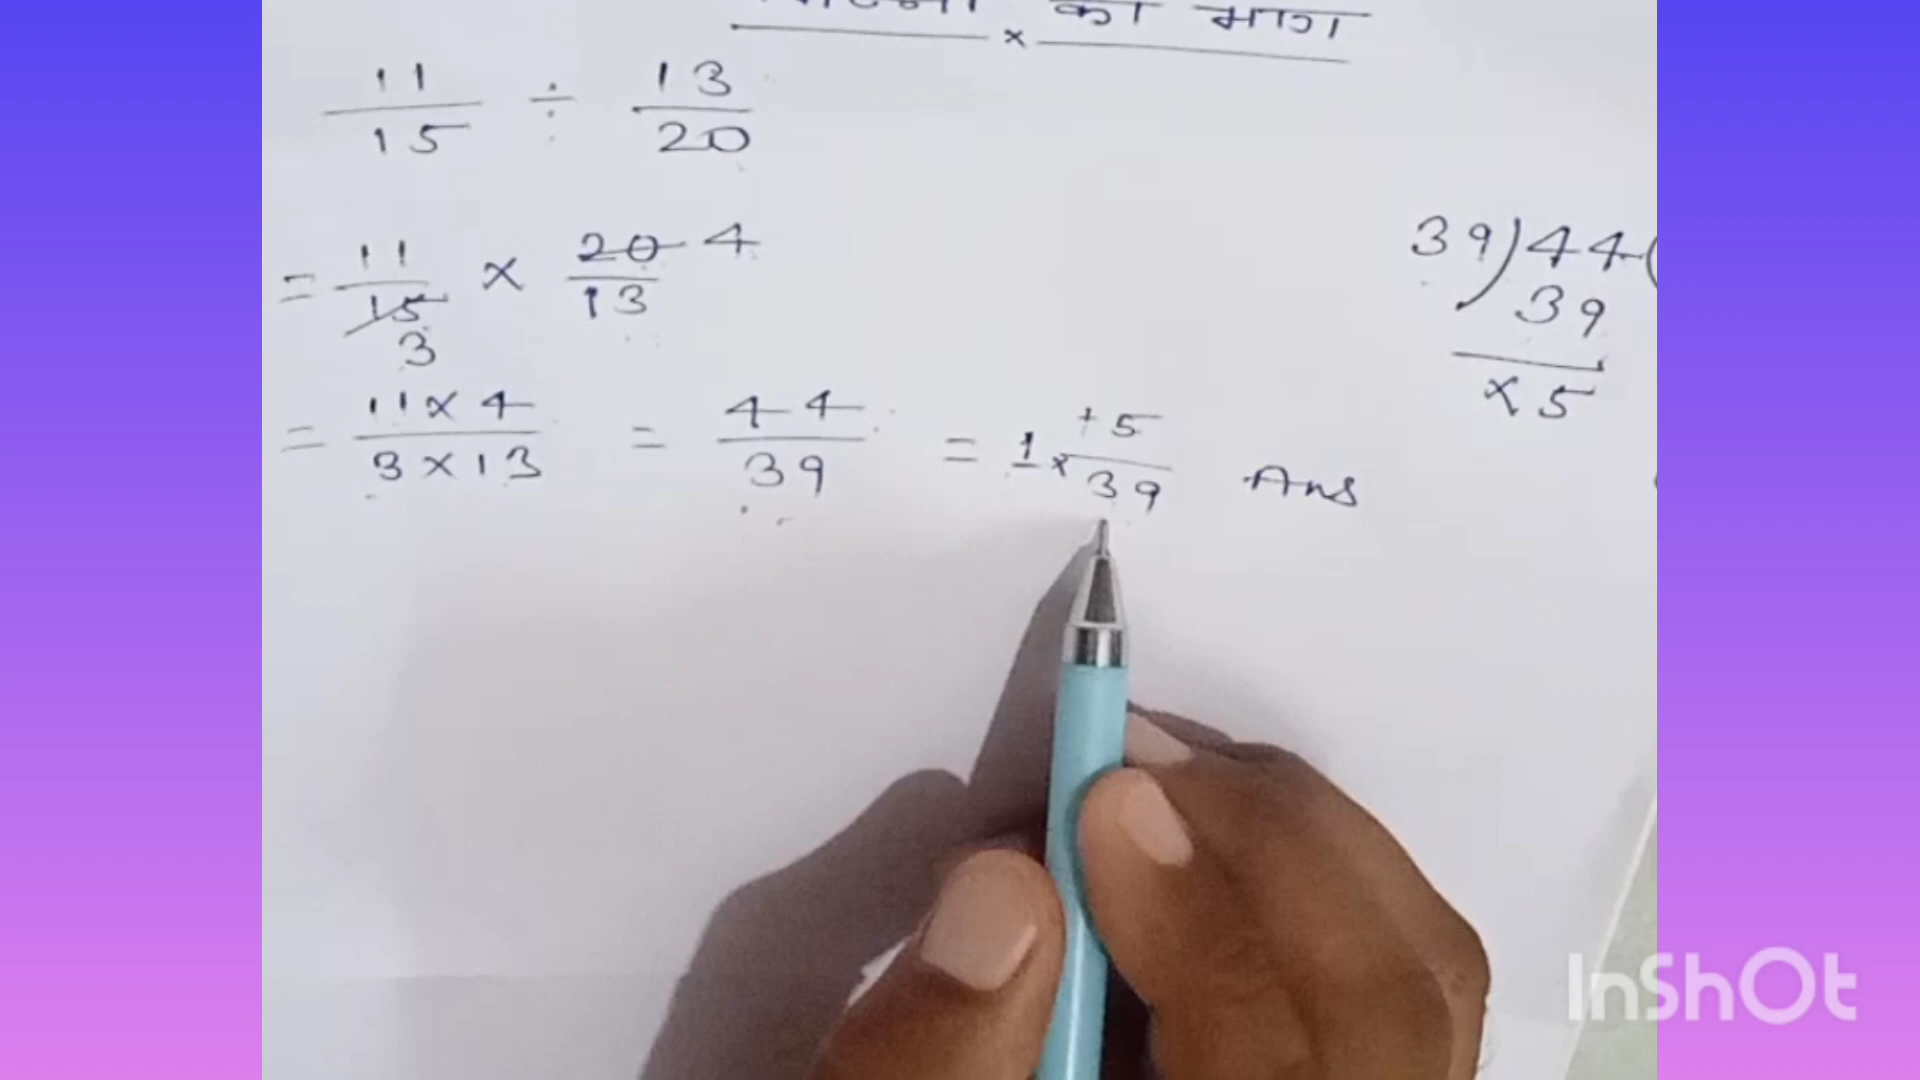 का भाग
×
11/15 ÷ 13/20
= 11/15 × 20/13 4
3
= 11×4/3×13 = 44/39 = 1×+5/39 Ans
39)44(
39
×5
InShOt